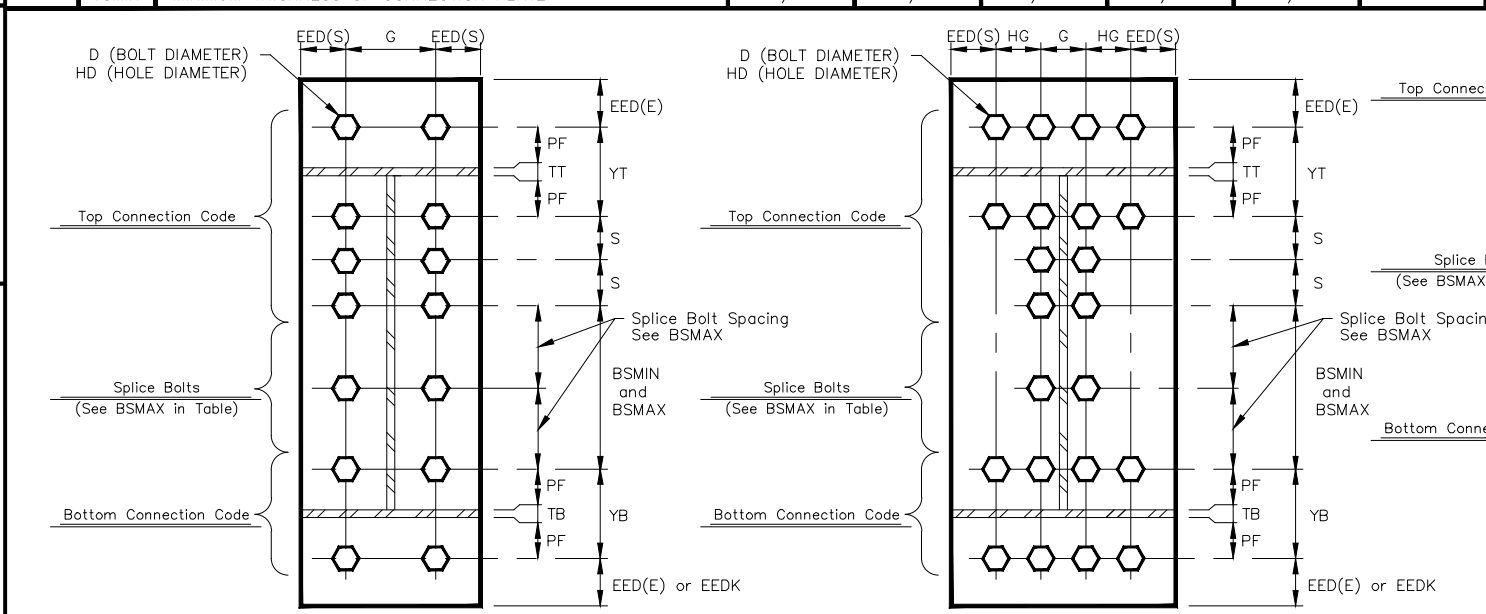 EED(S) G
D (BOLT DIAMETER)
HD (HOLE DIAMETER)
EED(E)
PF
TT
YT
PF
Top Connection Code
S
S
Splice Bolt Spacing
See BSMAX
BSMIN
and
BSMAX
Splice Bolts
(See BSMAX in Table)
PF
Bottom Connection Code
TB
YB
PF
EED(E) or EEDK
EED(S)
EED(S) HG G HG EED(S)
D (BOLT DIAMETER)
HD (HOLE DIAMETER)
EED(E)
PF
TT
YT
PF
Top Connection Code
S
S
Splice Bolt Spacin
See BSMAX
BSMIN
and
BSMAX
Splice Bolts
(See BSMAX in Table)
PF
Bottom Connection Code
TB
YB
PF
EED(E) or EEDK
Top Connec
Splice
(See BSMAX
Bottom Conne